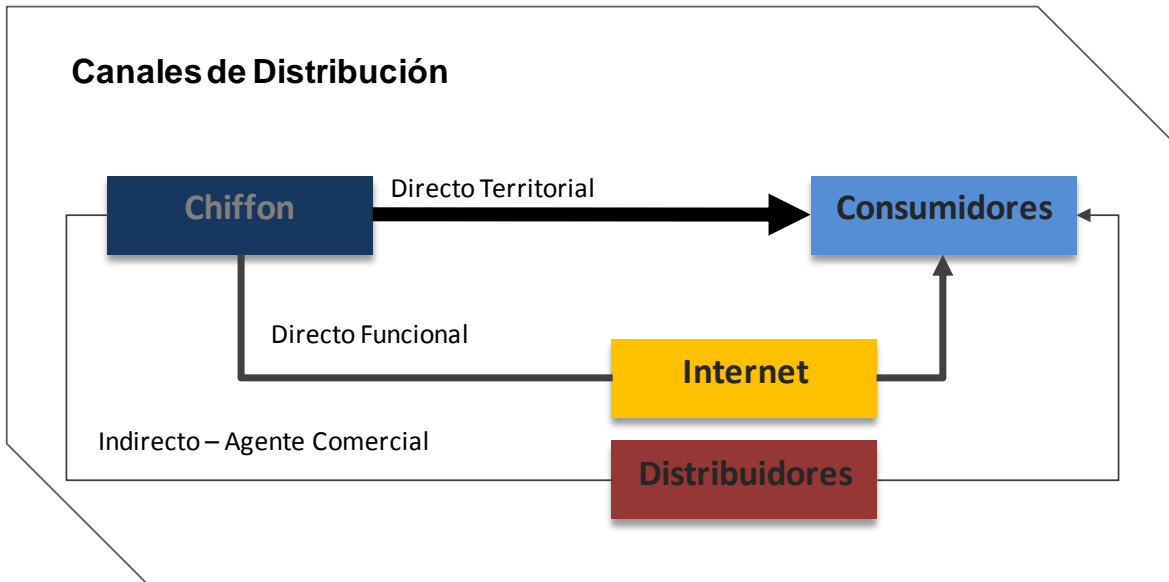 Canales de Distribución
Directo Territorial
Chiffon
Consumidores
Directo Funcional
Internet
Indirecto – Agente Comercial
Distribuidores